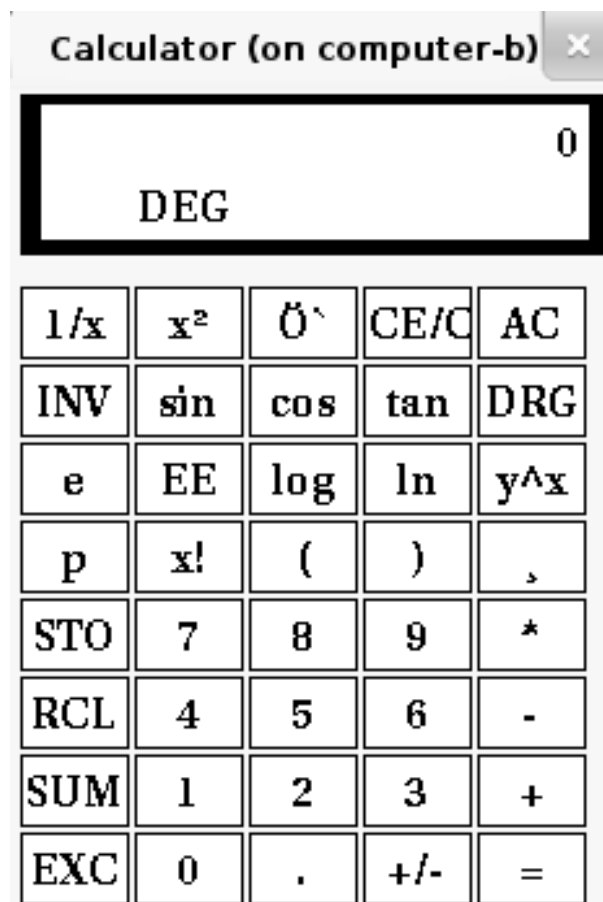 Calculator (on computer-b) ×
0
DEG
1/x x² Ö` CE/C AC
INV sin cos tan DRG
e EE log ln y^x
p x! ( ) ¸
STO 7 8 9 *
RCL 4 5 6 -
SUM 1 2 3 +
EXC 0 . +/- =